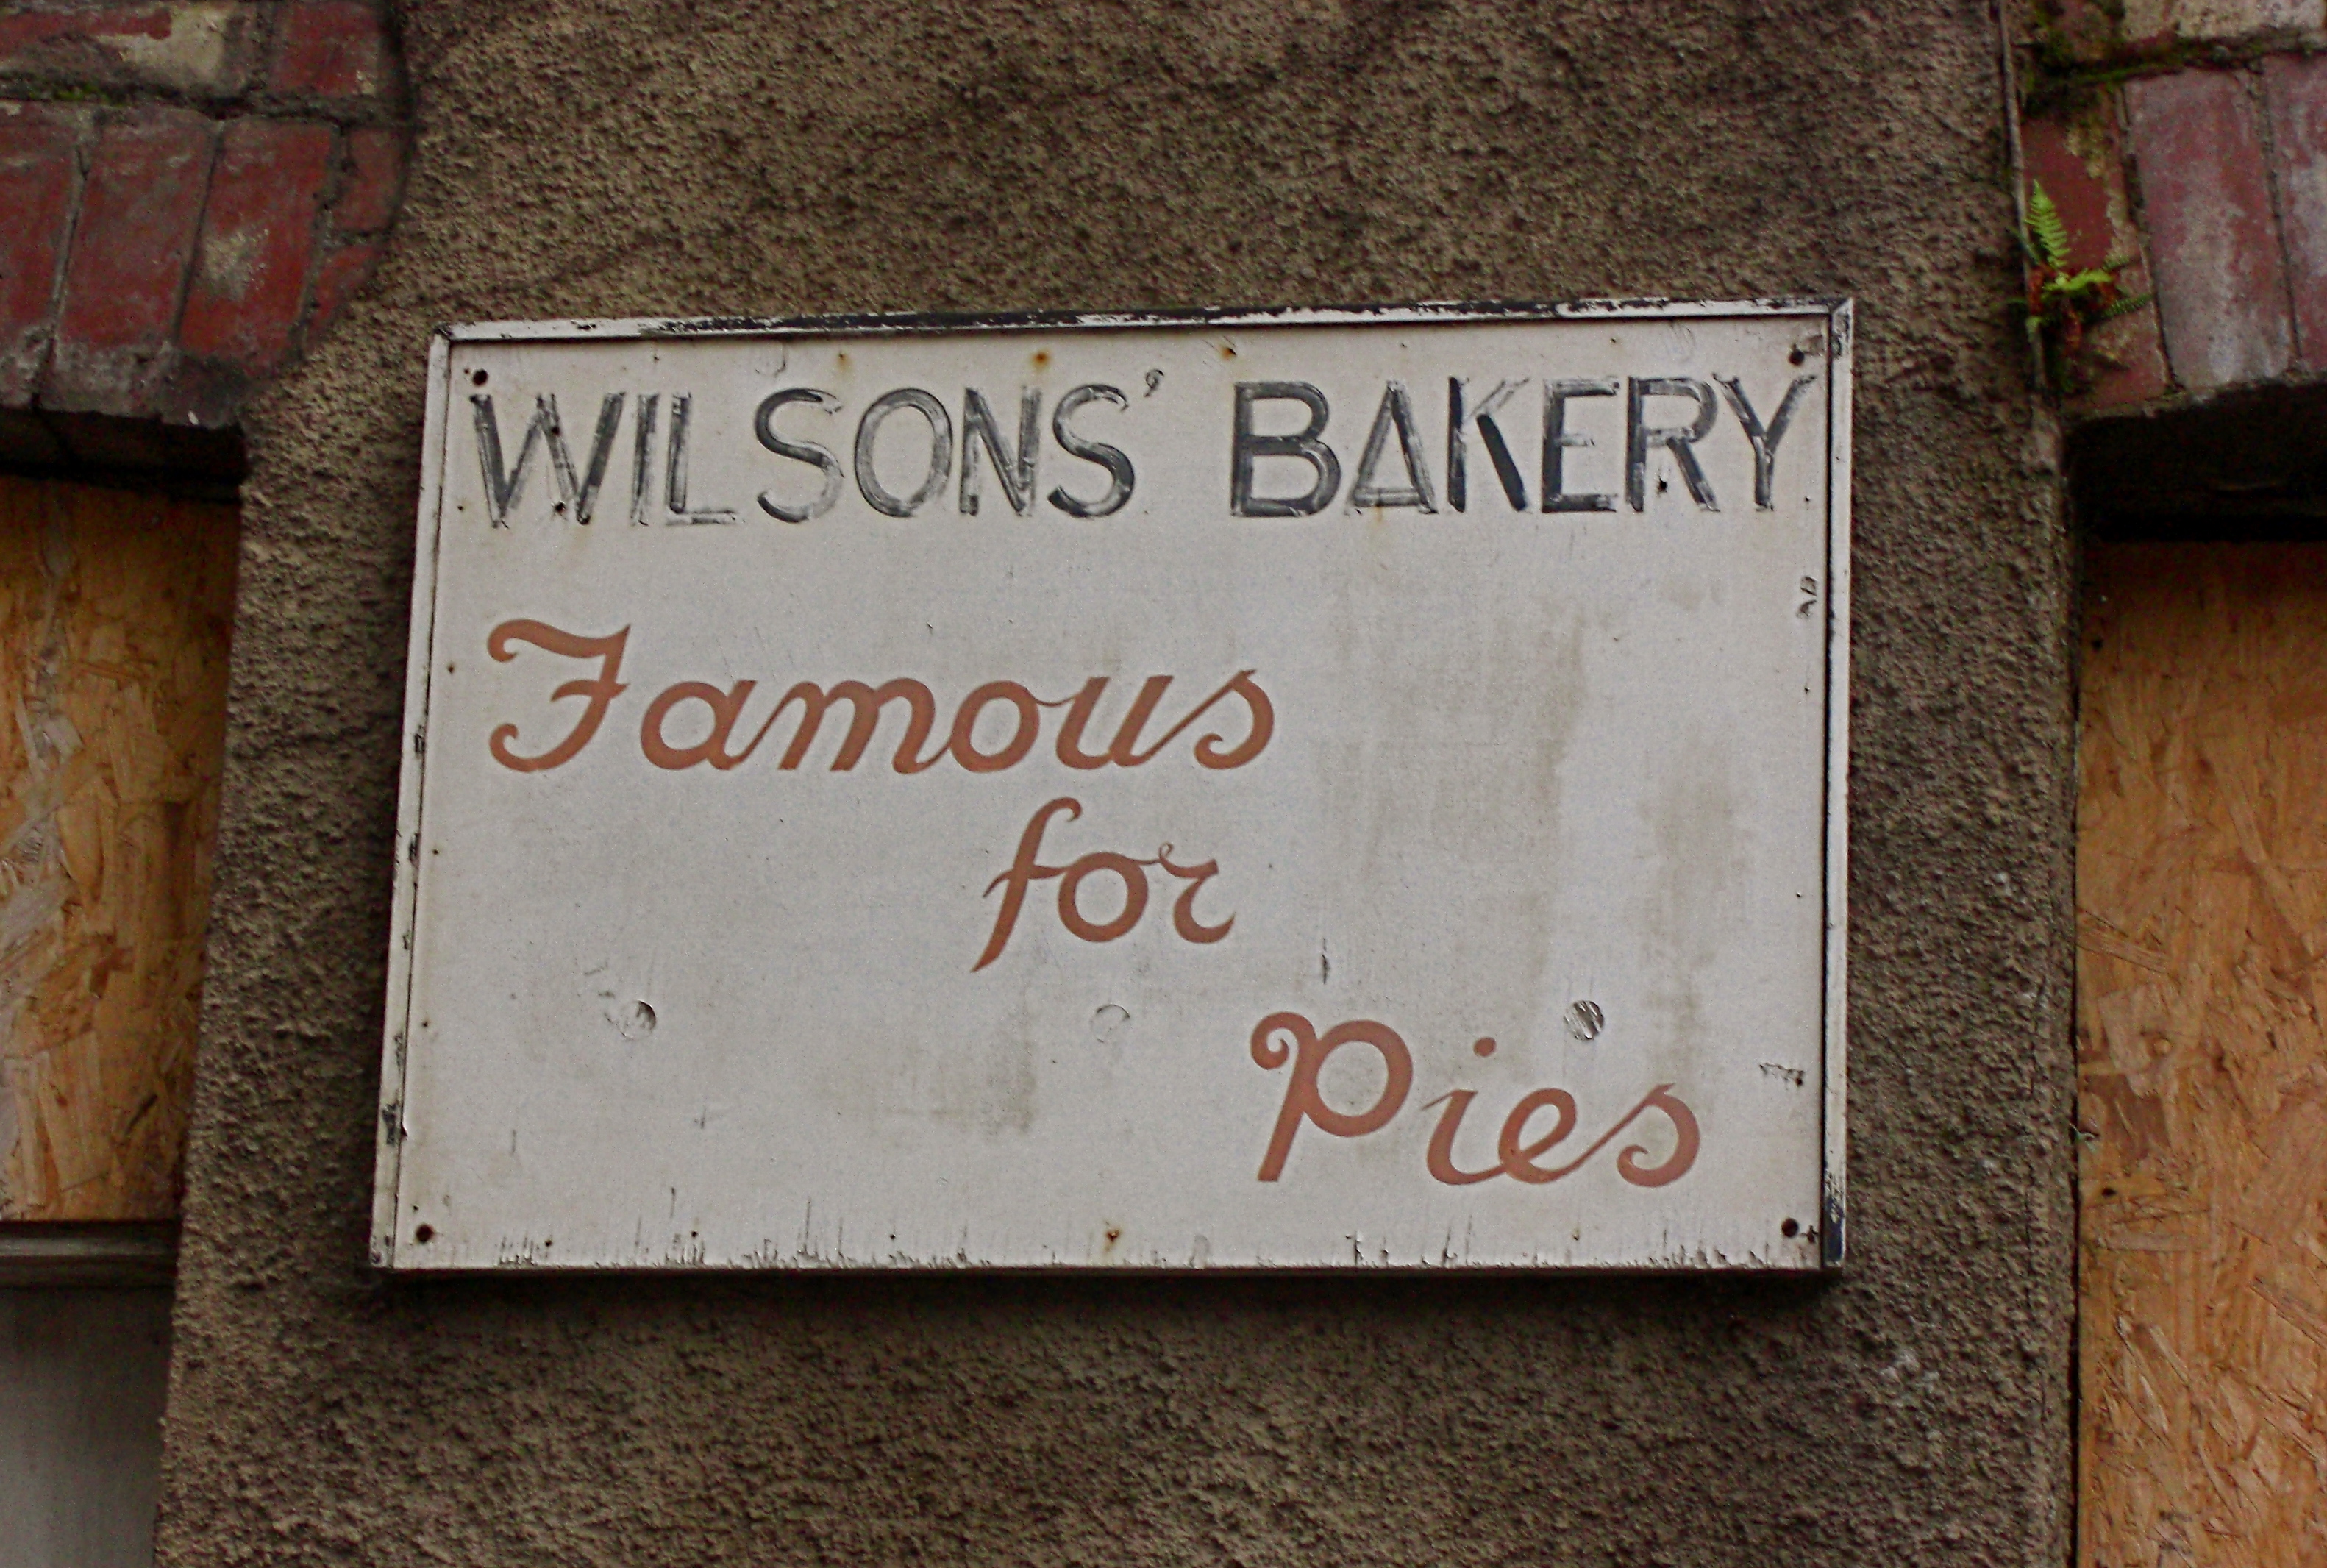 WILSONS' BAKERY
Famous
for
Pies